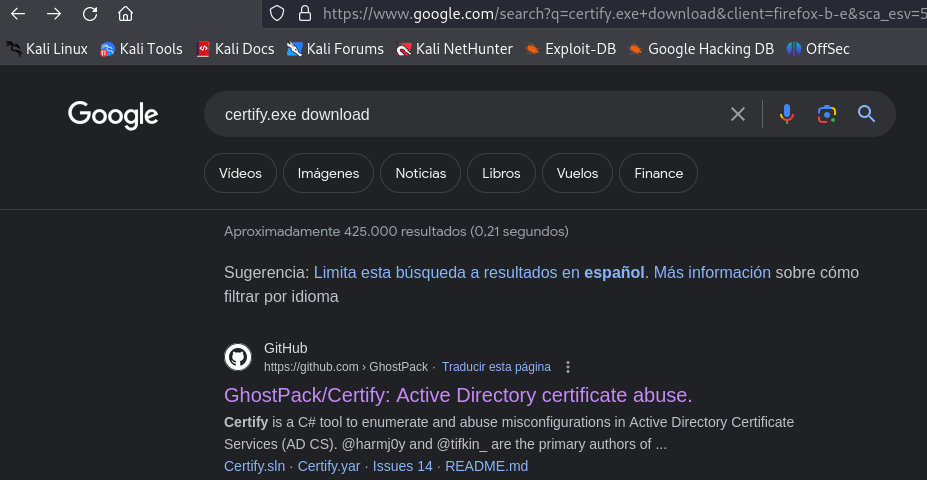 https://www.google.com/search?q=certify.exe+download&client=firefox-b-e&sca_esv=5
Kali Linux Kali Tools Kali Docs Kali Forums Kali NetHunter Exploit-DB Google Hacking DB OffSec
Google certify.exe download
Vídeos Imágenes Noticias Libros Vuelos Finance
Aproximadamente 425.000 resultados (0,21 segundos)
Sugerencia: Limita esta búsqueda a resultados en español. Más información sobre cómo
filtrar por idioma
GitHub
https://github.com › GhostPack · Traducir esta página
GhostPack/Certify: Active Directory certificate abuse.
Certify is a C# tool to enumerate and abuse misconfigurations in Active Directory Certificate
Services (AD CS). @harmj0y and @tifkin_ are the primary authors of ...
Certify.sln · Certify.yar · Issues 14 · README.md